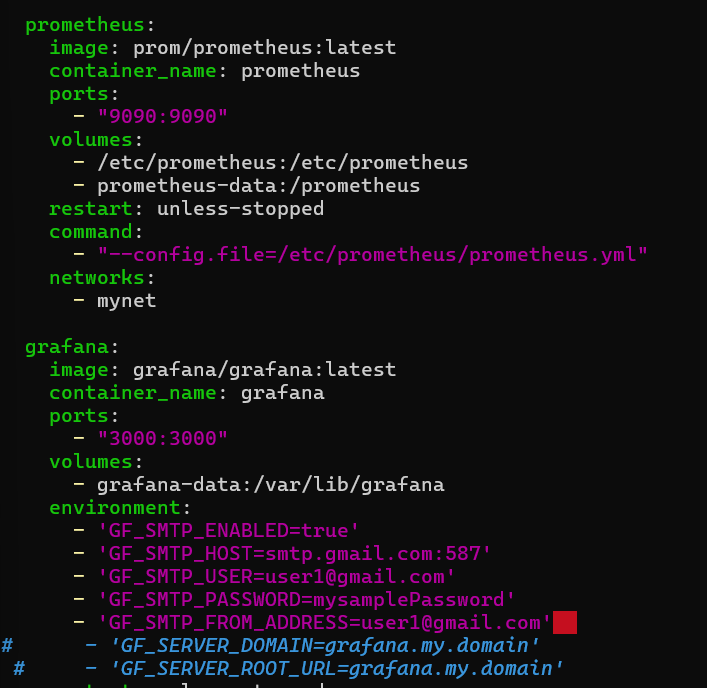 prometheus:
image: prom/prometheus:latest
container_name: prometheus
ports:
- "9090:9090"
volumes:
- /etc/prometheus:/etc/prometheus
- prometheus-data:/prometheus
restart: unless-stopped
command:
- "--config.file=/etc/prometheus/prometheus.yml"
networks:
- mynet
grafana:
image: grafana/grafana:latest
container_name: grafana
ports:
- "3000:3000"
volumes:
- grafana-data:/var/lib/grafana
environment:
- 'GF_SMTP_ENABLED=true'
- 'GF_SMTP_HOST=smtp.gmail.com:587'
- 'GF_SMTP_USER=user1@gmail.com'
- 'GF_SMTP_PASSWORD=mysamplePassword'
- 'GF_SMTP_FROM_ADDRESS=user1@gmail.com'
# - 'GF_SERVER_DOMAIN=grafana.my.domain'
# - 'GF_SERVER_ROOT_URL=grafana.my.domain'